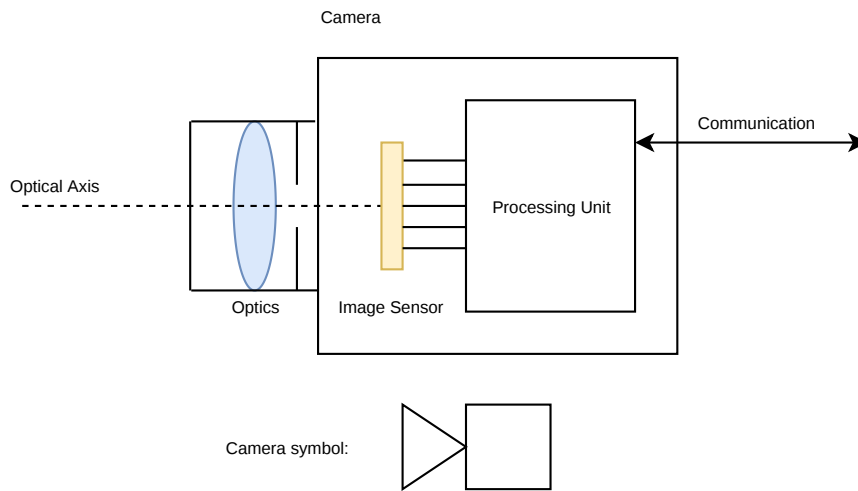 Camera
Communication
Optical Axis
Processing Unit
Optics
Image Sensor
Camera symbol: